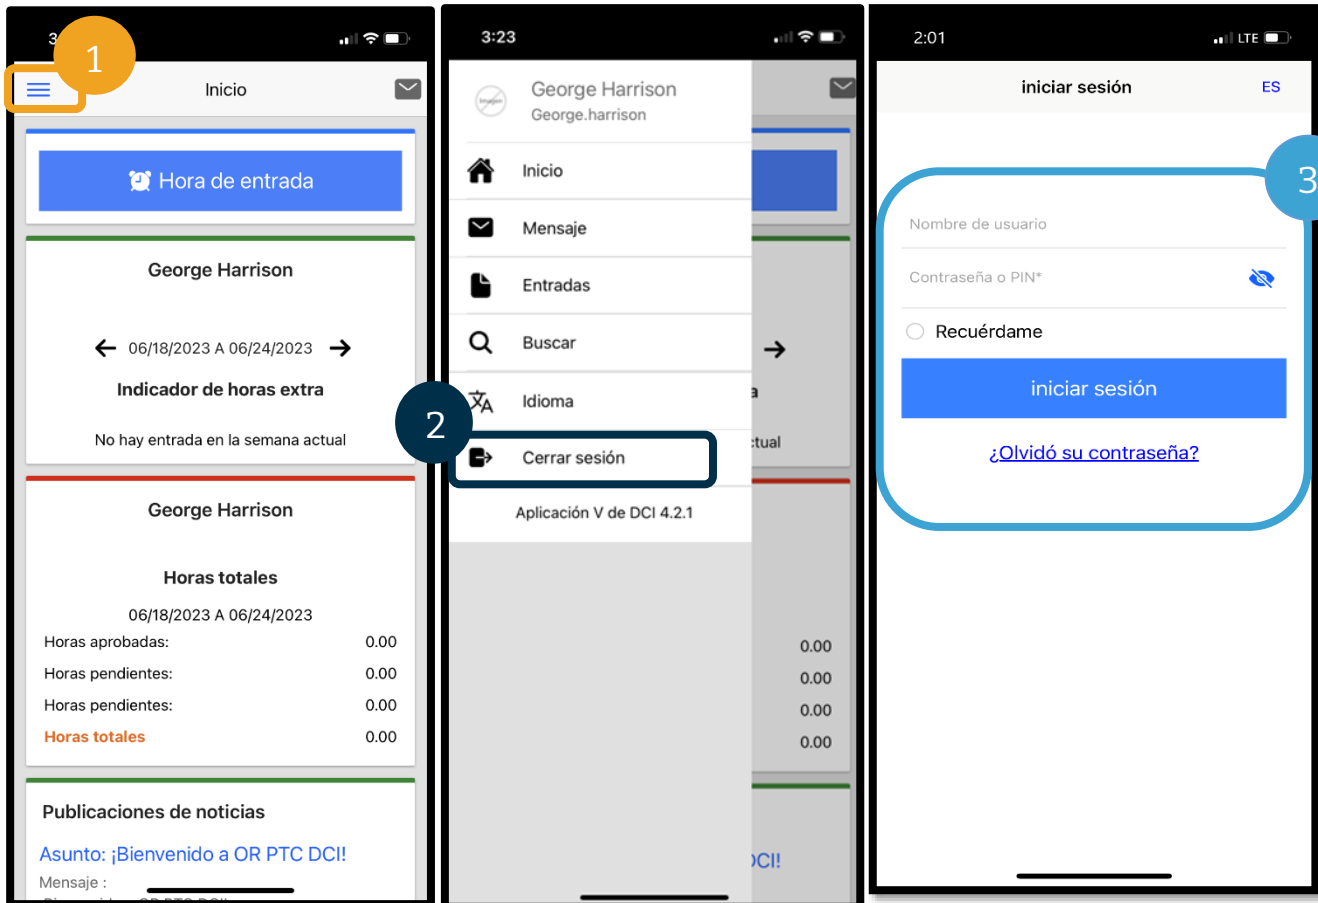 3
1
Inicio
Hora de entrada
George Harrison
06/18/2023 A 06/24/2023
Indicador de horas extra
No hay entrada en la semana actual
George Harrison
Horas totales
06/18/2023 A 06/24/2023
Horas aprobadas: 0.00
Horas pendientes: 0.00
Horas pendientes: 0.00
Horas totales 0.00
Publicaciones de noticias
Asunto: ¡Bienvenido a OR PTC DCI!
Mensaje :
3:23
George Harrison
George.harrison
Inicio
Mensaje
Entradas
Buscar
Idioma
2
Cerrar sesión
Aplicación V de DCI 4.2.1
a
ctual
0.00
0.00
0.00
0.00
DCI!
2:01
LTE
iniciar sesión ES
3
Nombre de usuario
Contraseña o PIN*
Recuérdame
iniciar sesión
¿Olvidó su contraseña?